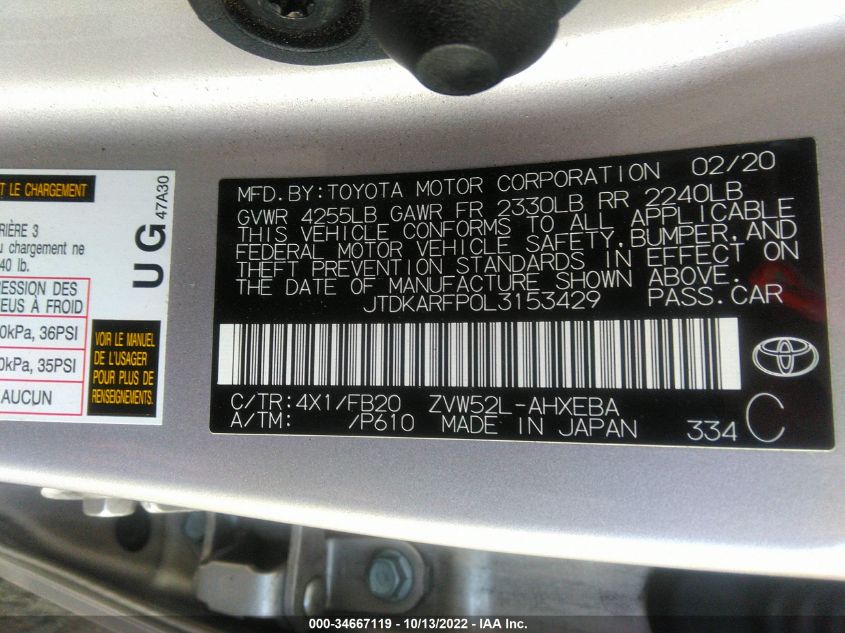 T LE CHARGEMENT
47A30
UG
RIÈRE 3
u chargement ne
40 lb.
RESSION DES
EUS À FROID
0kPa, 36PSI
0kPa, 35PSI
AUCUN
VOIR LE MANUEL
DE L'USAGER
POUR PLUS DE
RENSEIGNEMENTS.
MFD. BY: TOYOTA MOTOR CORPORATION 02/20
GVWR 4255LB GAWR FR 2330LB RR 2240LB
THIS VEHICLE CONFORMS TO ALL APPLICABLE
FEDERAL MOTOR VEHICLE SAFETY, BUMPER, AND
THEFT PREVENTION STANDARDS IN EFFECT ON
THE DATE OF MANUFACTURE SHOWN ABOVE.
JTDKARFP0L3153429 PASS. CAR
C/TR: 4X1/FB20 ZVW52L-AHXEBA
A/TM: /P610 MADE IN JAPAN 334 C
000-34667119 - 10/13/2022 - IAA Inc.